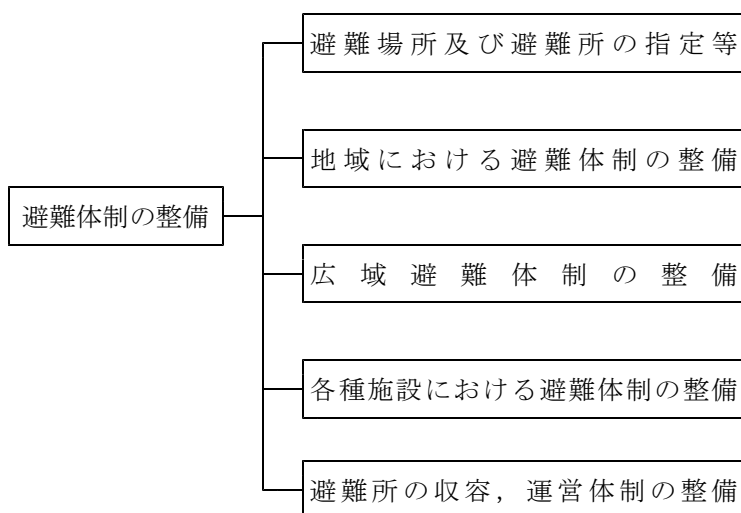 避難場所及び避難所の指定等
地域における避難体制の整備
避難体制の整備
広域避難体制の整備
各種施設における避難体制の整備
避難所の収容，運営体制の整備